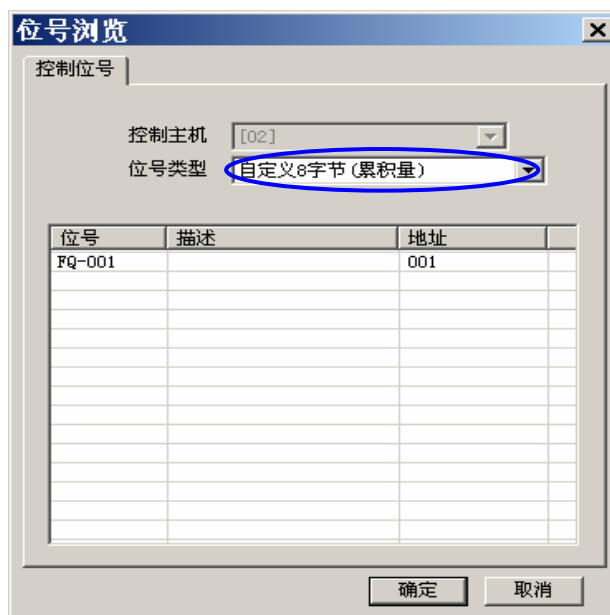 位号浏览
控制位号
控制主机 [02]
位号类型 自定义8字节(累积量)
位号 描述 地址
FQ-001 001
确定 取消